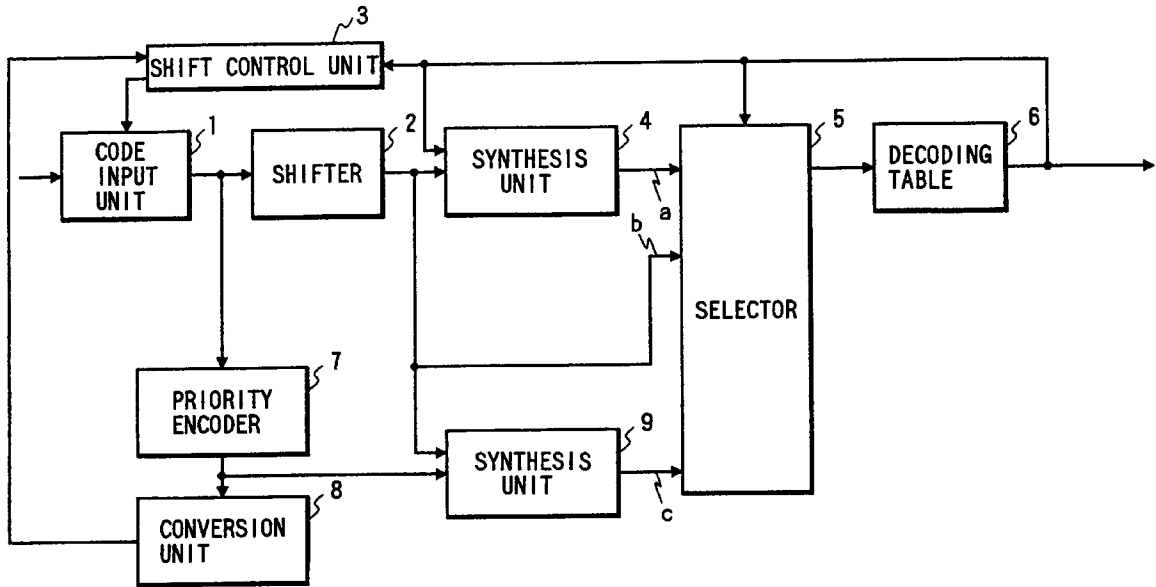 3
SHIFT CONTROL UNIT
1
CODE
INPUT
UNIT
2
SHIFTER
4
SYNTHESIS
UNIT
a
b
5
SELECTOR
6
DECODING
TABLE
7
PRIORITY
ENCODER
8
CONVERSION
UNIT
9
SYNTHESIS
UNIT
c